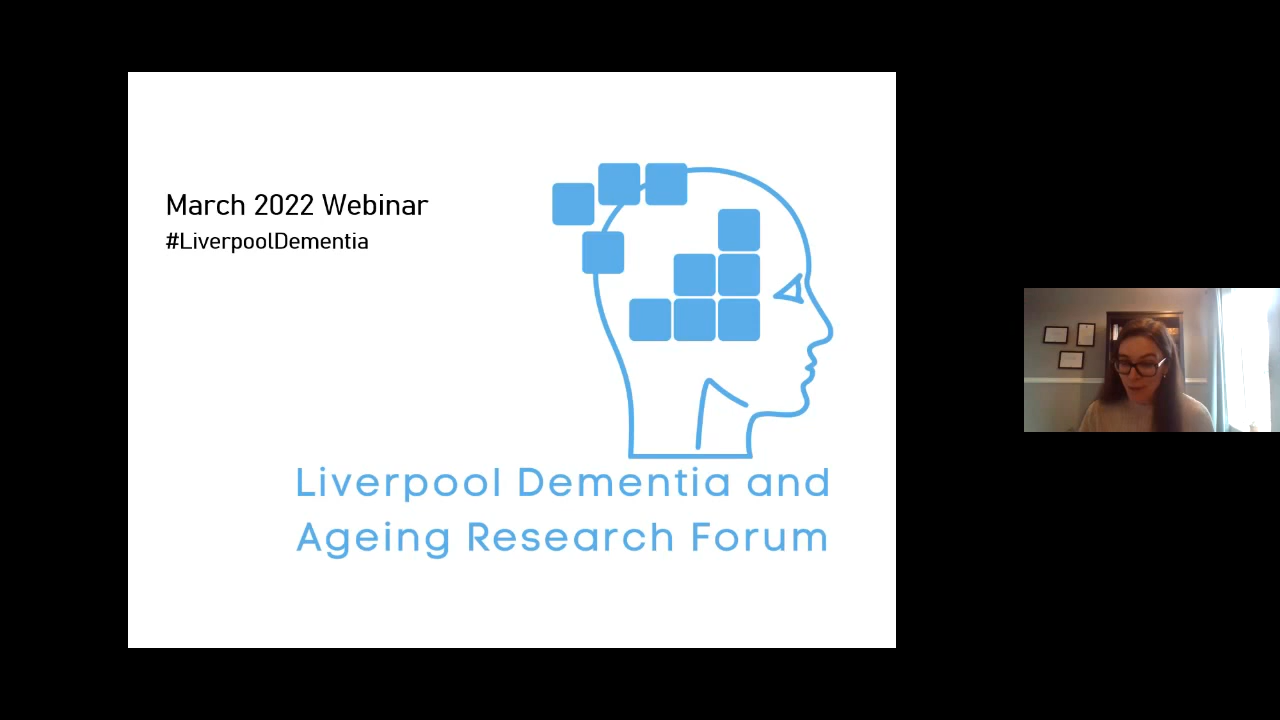 March 2022 Webinar
#LiverpoolDementia
Liverpool Dementia and
Ageing Research Forum